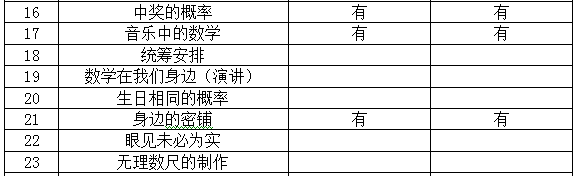 16 中奖的概率 有 有
17 音乐中的数学 有 有
18 统筹安排
19 数学在我们身边（演讲）
20 生日相同的概率
21 身边的密铺 有 有
22 眼见未必为实
23 无理数尺的制作